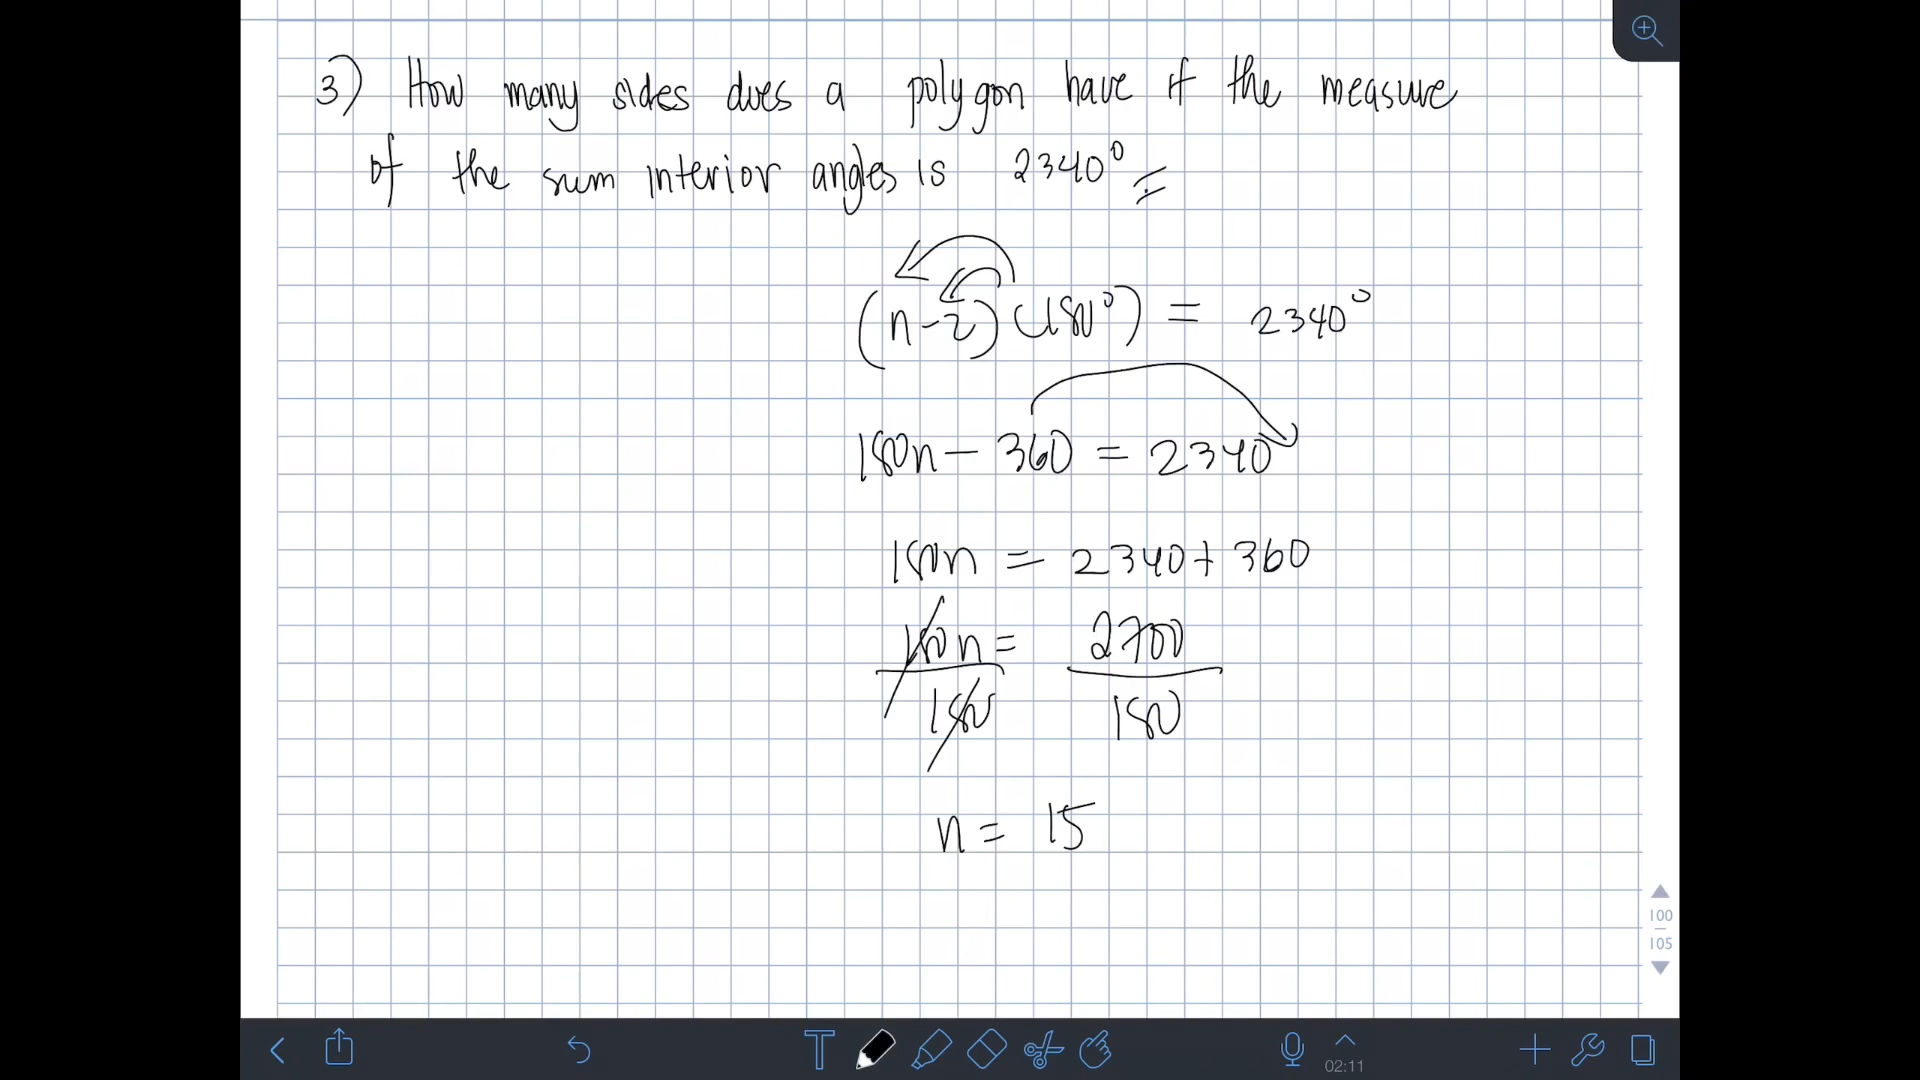 3) How many sides does a polygon have if the measure
of the sum interior angles is 2340° =
(n-2)(180°) = 2340°
180n - 360 = 2340
180n = 2340 + 360
180n = 2700
180 180
n = 15
100
105
T
02:11